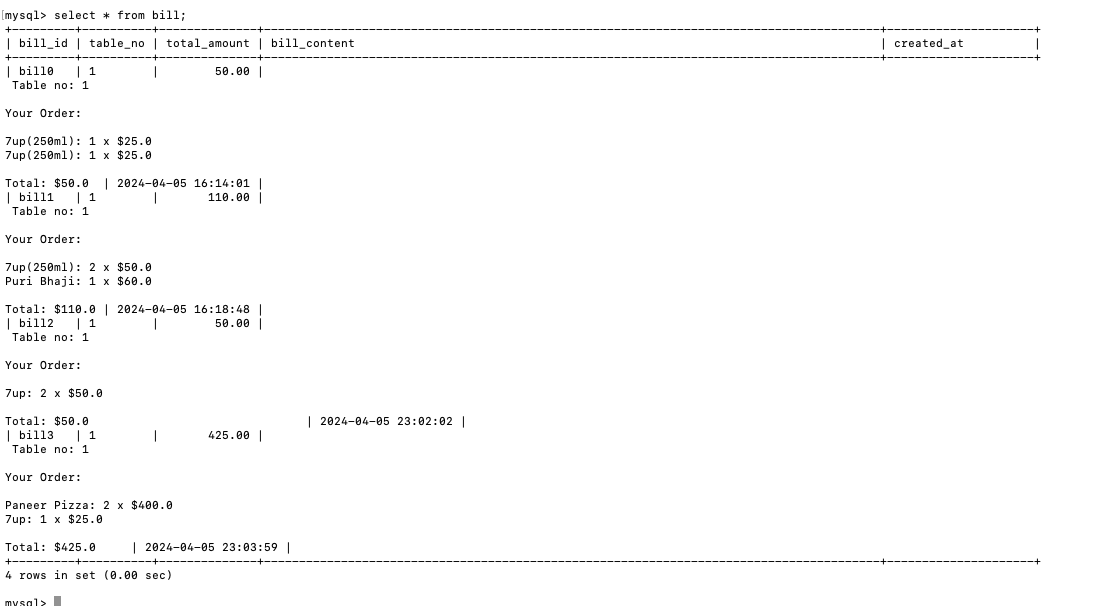 mysql> select * from bill;
+---------+----------+--------------+-----------------------------------------------------------------------------------------+---------------------+
| bill_id | table_no | total_amount | bill_content | created_at |
+---------+----------+--------------+-----------------------------------------------------------------------------------------+---------------------+
| bill0 | 1 | 50.00 |
Table no: 1
Your Order:
7up(250ml): 1 x $25.0
7up(250ml): 1 x $25.0
Total: $50.0 | 2024-04-05 16:14:01 |
| bill1 | 1 | 110.00 |
Table no: 1
Your Order:
7up(250ml): 2 x $50.0
Puri Bhaji: 1 x $60.0
Total: $110.0 | 2024-04-05 16:18:48 |
| bill2 | 1 | 50.00 |
Table no: 1
Your Order:
7up: 2 x $50.0
Total: $50.0 | 2024-04-05 23:02:02 |
| bill3 | 1 | 425.00 |
Table no: 1
Your Order:
Paneer Pizza: 2 x $400.0
7up: 1 x $25.0
Total: $425.0 | 2024-04-05 23:03:59 |
+---------+----------+--------------+-----------------------------------------------------------------------------------------+---------------------+
4 rows in set (0.00 sec)
mysql>